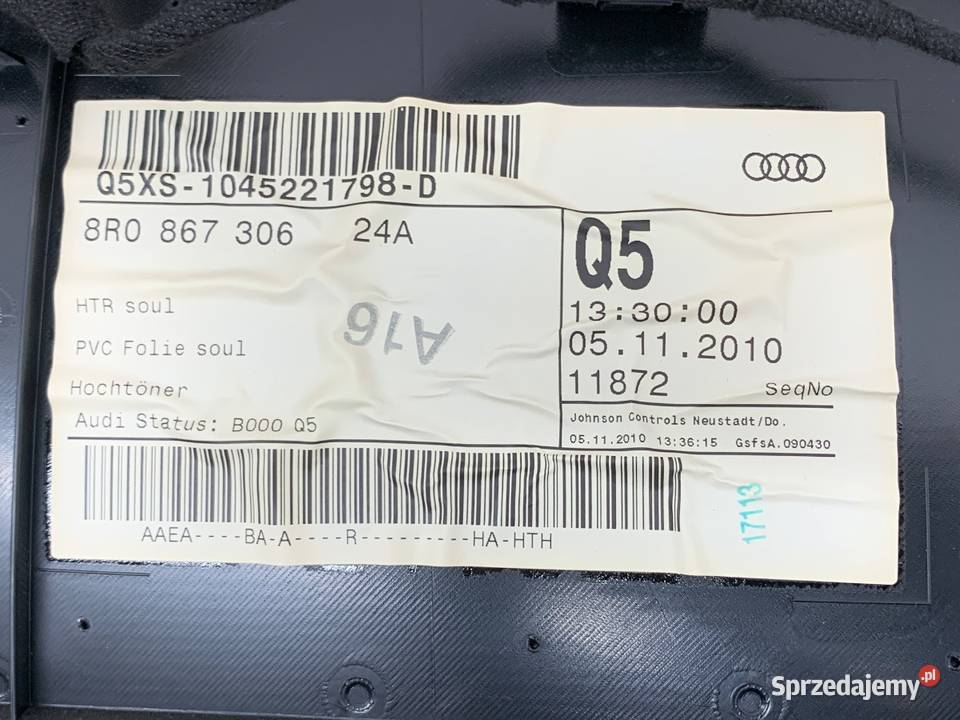 Q5XS-1045221798-D
8R0 867 306 24A
Q5
HTR soul
13:30:00
A16
PVC Folie soul
05.11.2010
Hochtöner
11872 SeqNo
Audi Status: B000 Q5
Johnson Controls Neustadt/Do.
05.11.2010 13:36:15 GsfsA.090430
17113
AAEA----BA-A----R---------HA-HTH
Sprzedajemy.pl